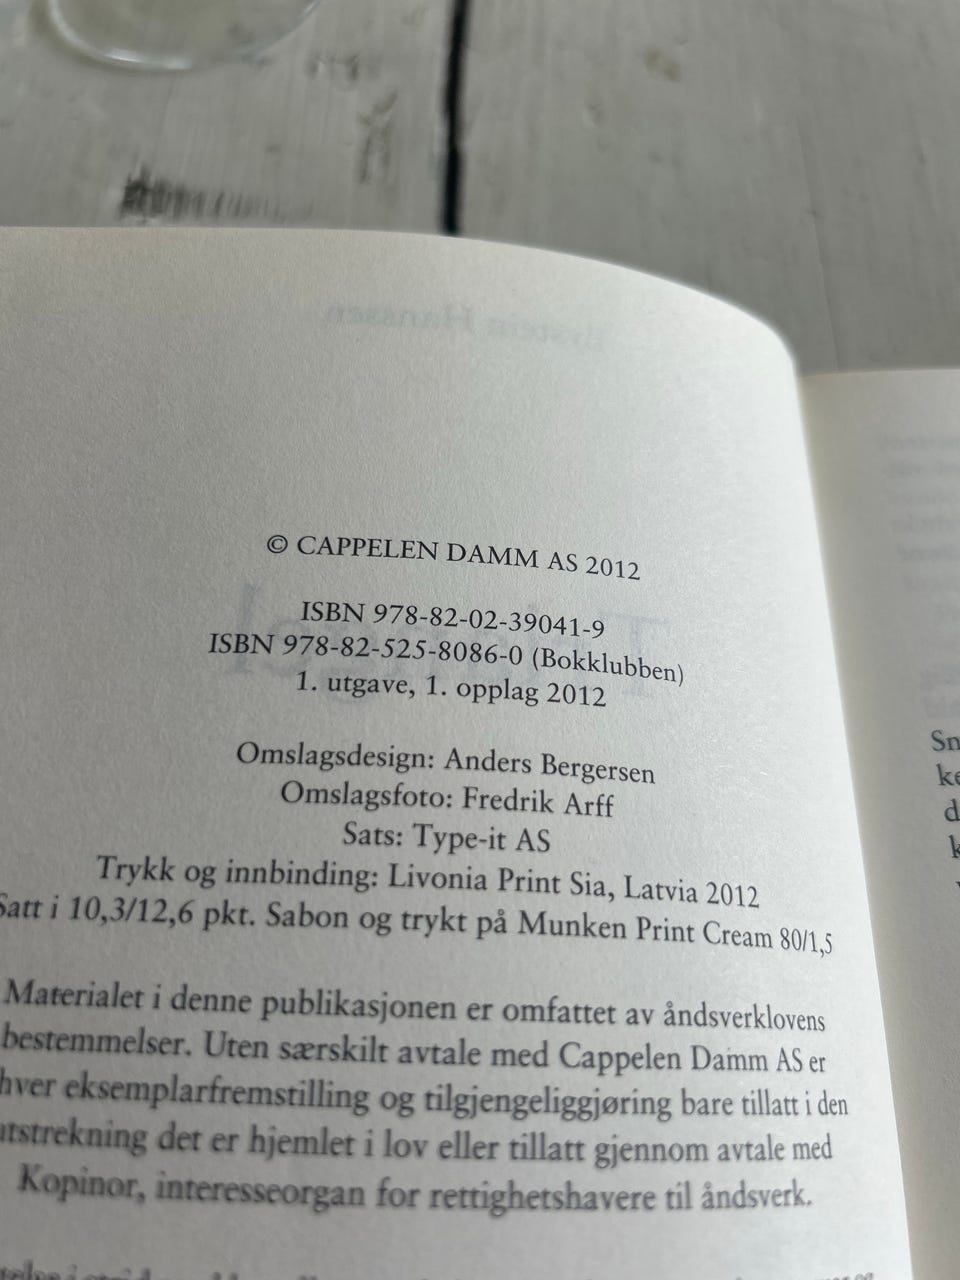 © CAPPELEN DAMM AS 2012
ISBN 978-82-02-39041-9
ISBN 978-82-525-8086-0 (Bokklubben)
1. utgave, 1. opplag 2012
Omslagsdesign: Anders Bergersen
Omslagsfoto: Fredrik Arff
Sats: Type-it AS
Trykk og innbinding: Livonia Print Sia, Latvia 2012
Satt i 10,3/12,6 pkt. Sabon og trykt på Munken Print Cream 80/1,5
Materialet i denne publikasjonen er omfattet av åndsverklovens
bestemmelser. Uten særskilt avtale med Cappelen Damm AS er
hver eksemplarfremstilling og tilgjengeliggjøring bare tillatt i den
utstrekning det er hjemlet i lov eller tillatt gjennom avtale med
Kopinor, interesseorgan for rettighetshavere til åndsverk.